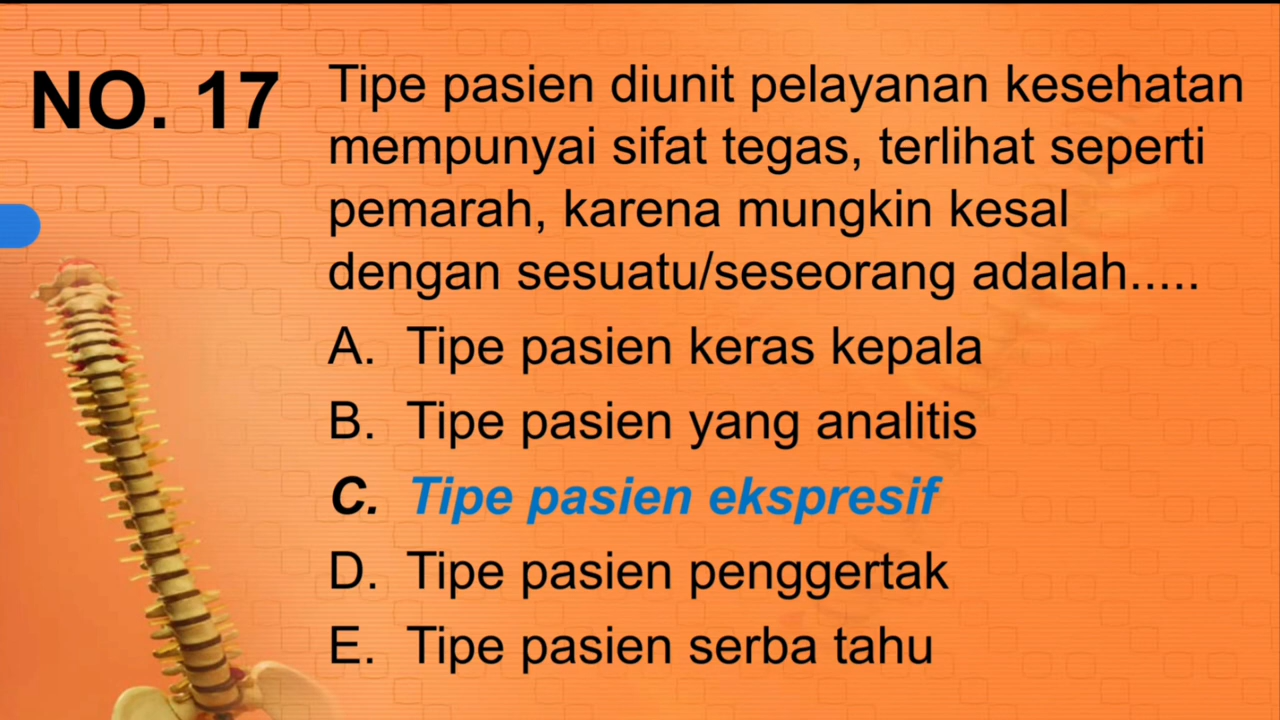 NO. 17
Tipe pasien diunit pelayanan kesehatan
mempunyai sifat tegas, terlihat seperti
pemarah, karena mungkin kesal
dengan sesuatu/seseorang adalah.....
A. Tipe pasien keras kepala
B. Tipe pasien yang analitis
C. Tipe pasien ekspresif
D. Tipe pasien penggertak
E. Tipe pasien serba tahu